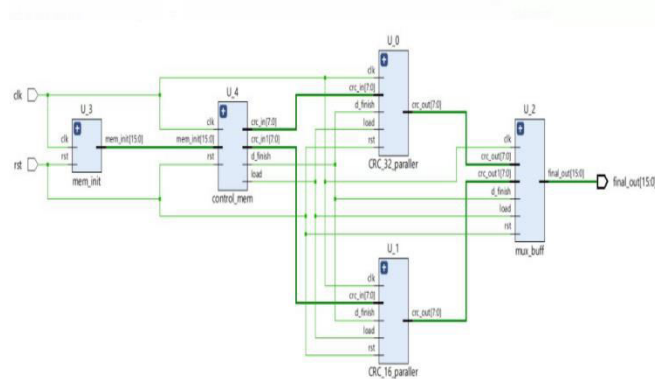 clk
rst
U_3
clk
rst
mem_init[15:0]
mem_init
U_4
clk
mem_init[15:0]
rst
crc_in[7:0]
crc_in1[7:0]
d_finish
load
control_mem
U_0
clk
crc_in[7:0]
d_finish
load
rst
crc_out[7:0]
CRC_32_paraller
U_1
clk
crc_in[7:0]
d_finish
load
rst
crc_out[7:0]
CRC_16_paraller
U_2
clk
crc_out[7:0]
crc_out1[7:0]
d_finish
load
rst
final_out[15:0]
mux_buff
final_out[15:0]